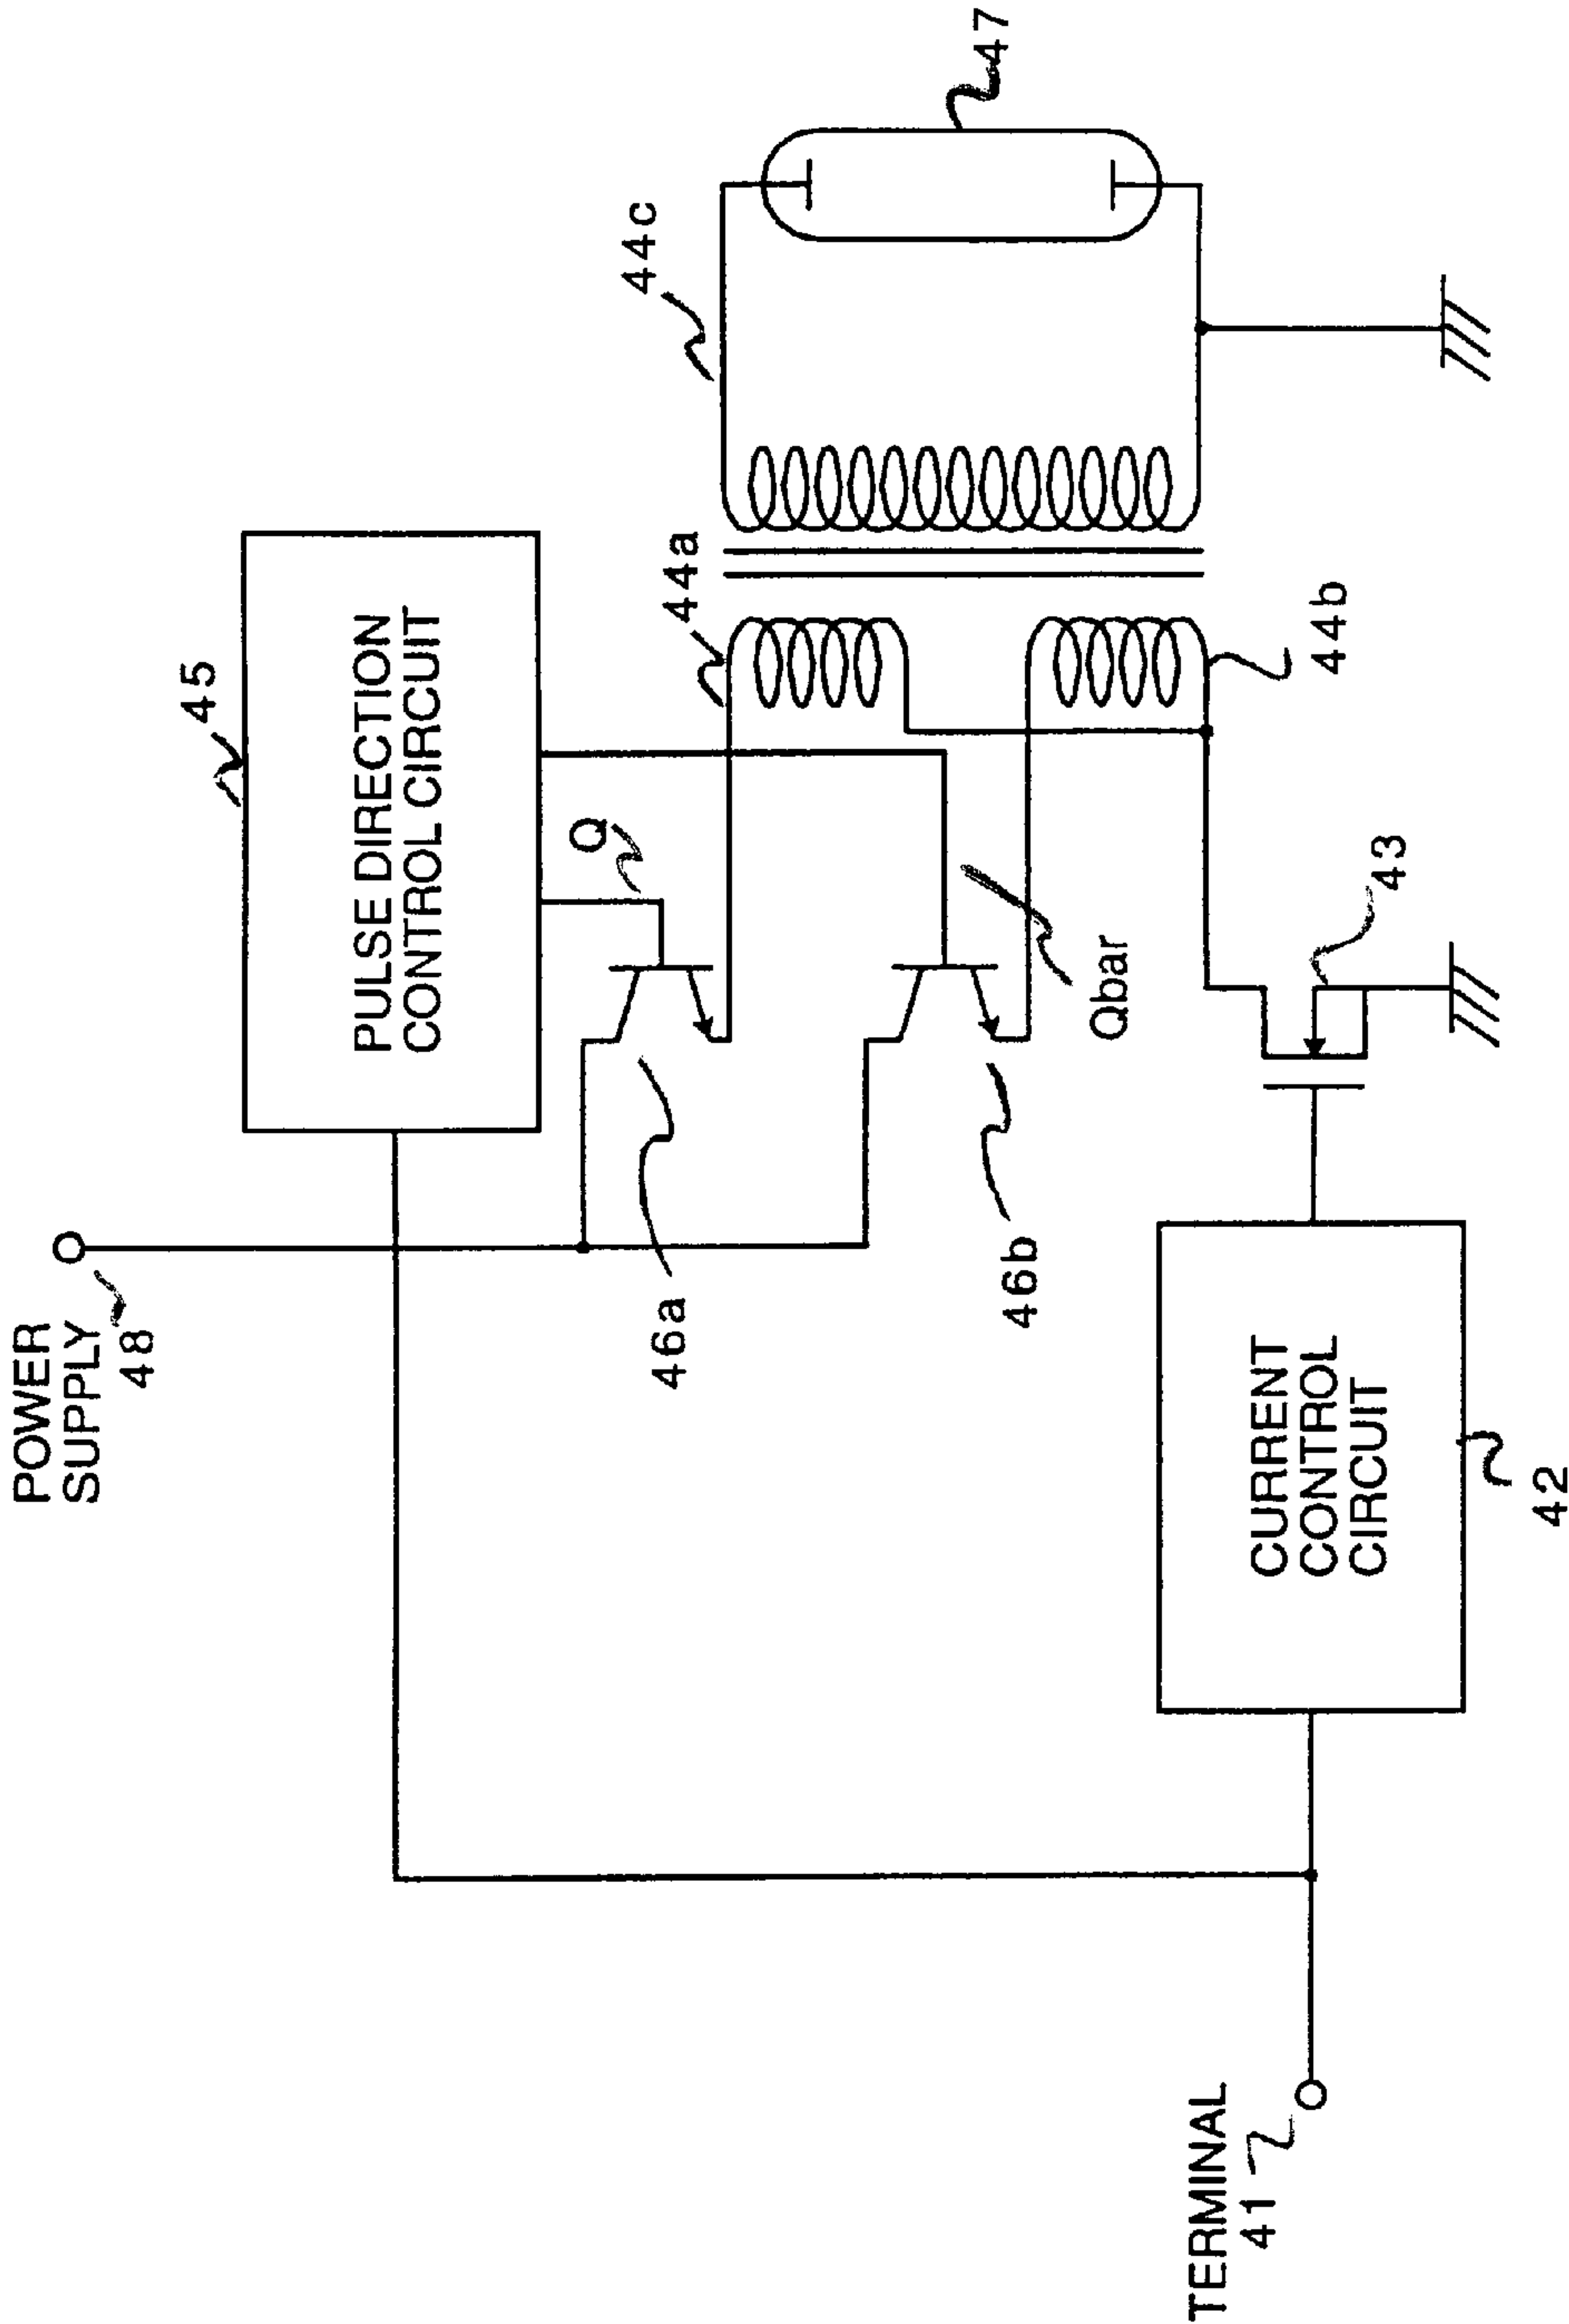 POWER
SUPPLY
48
45
PULSE DIRECTION
CONTROL CIRCUIT
Q
46a
44a
44c
47
46b
Qbar
44b
43
CURRENT
CONTROL
CIRCUIT
42
TERMINAL
41